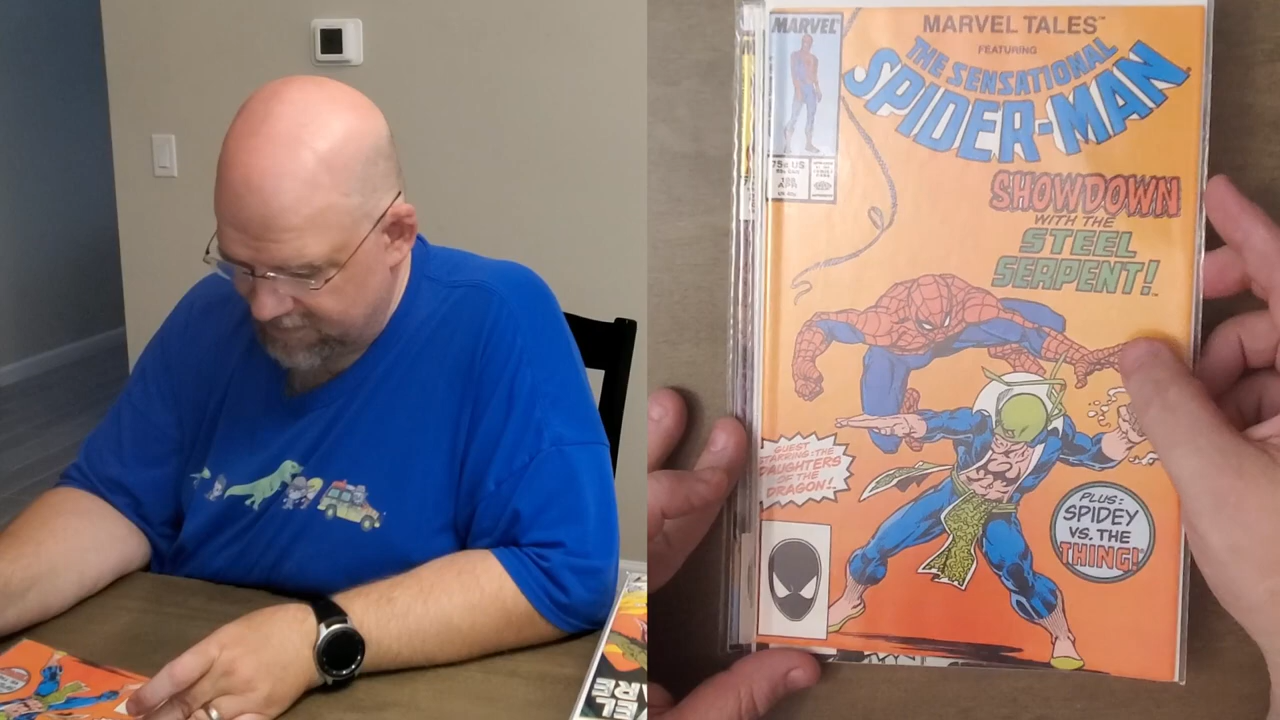 MARVEL
MARVEL TALES™
FEATURING
THE SENSATIONAL
SPIDER-MAN
75¢ US
APR
SHOWDOWN
WITH THE
STEEL
SERPENT!
GUEST
STARRING: THE
DAUGHTERS
OF THE
DRAGON!
PLUS:
SPIDEY
VS. THE
THING!